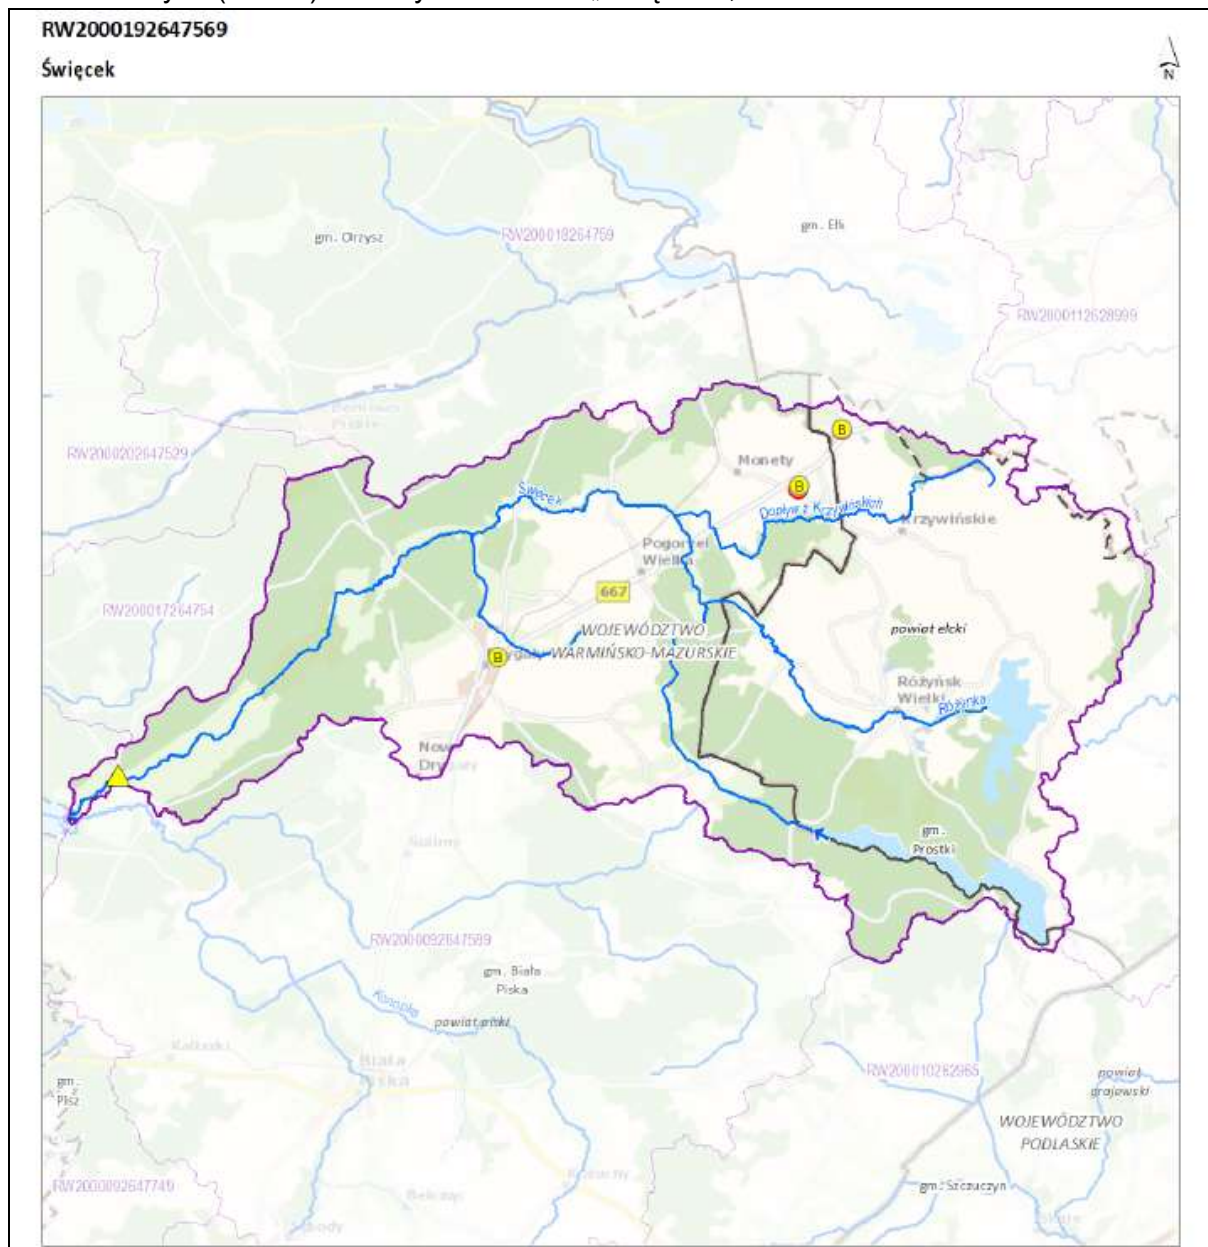 RW2000192647569
Święcek
N
gm. Orzysz
RW200018264759
gm. Ełk
RW2000112628999
RW2000202647529
Monety
B
B
Święcek
Dopływ z Krzywińskich
Krzywińskie
Pogorzel
Wielka
667
RW200017264754
WOJEWÓDZTWO
WARMIŃSKO-MAZURSKIE
powiat ełcki
B
Różyńsk
Wielki
Różynka
Nowe
Drygały
gm.
Prostki
RW2000092647589
gm. Biała
Piska
Konopka
powiat piski
Biała
Piska
gm.
Pisz
RW200010282985
powiat
grajewski
WOJEWÓDZTWO
PODLASKIE
RW2000092647749
gm. Szczuczyn